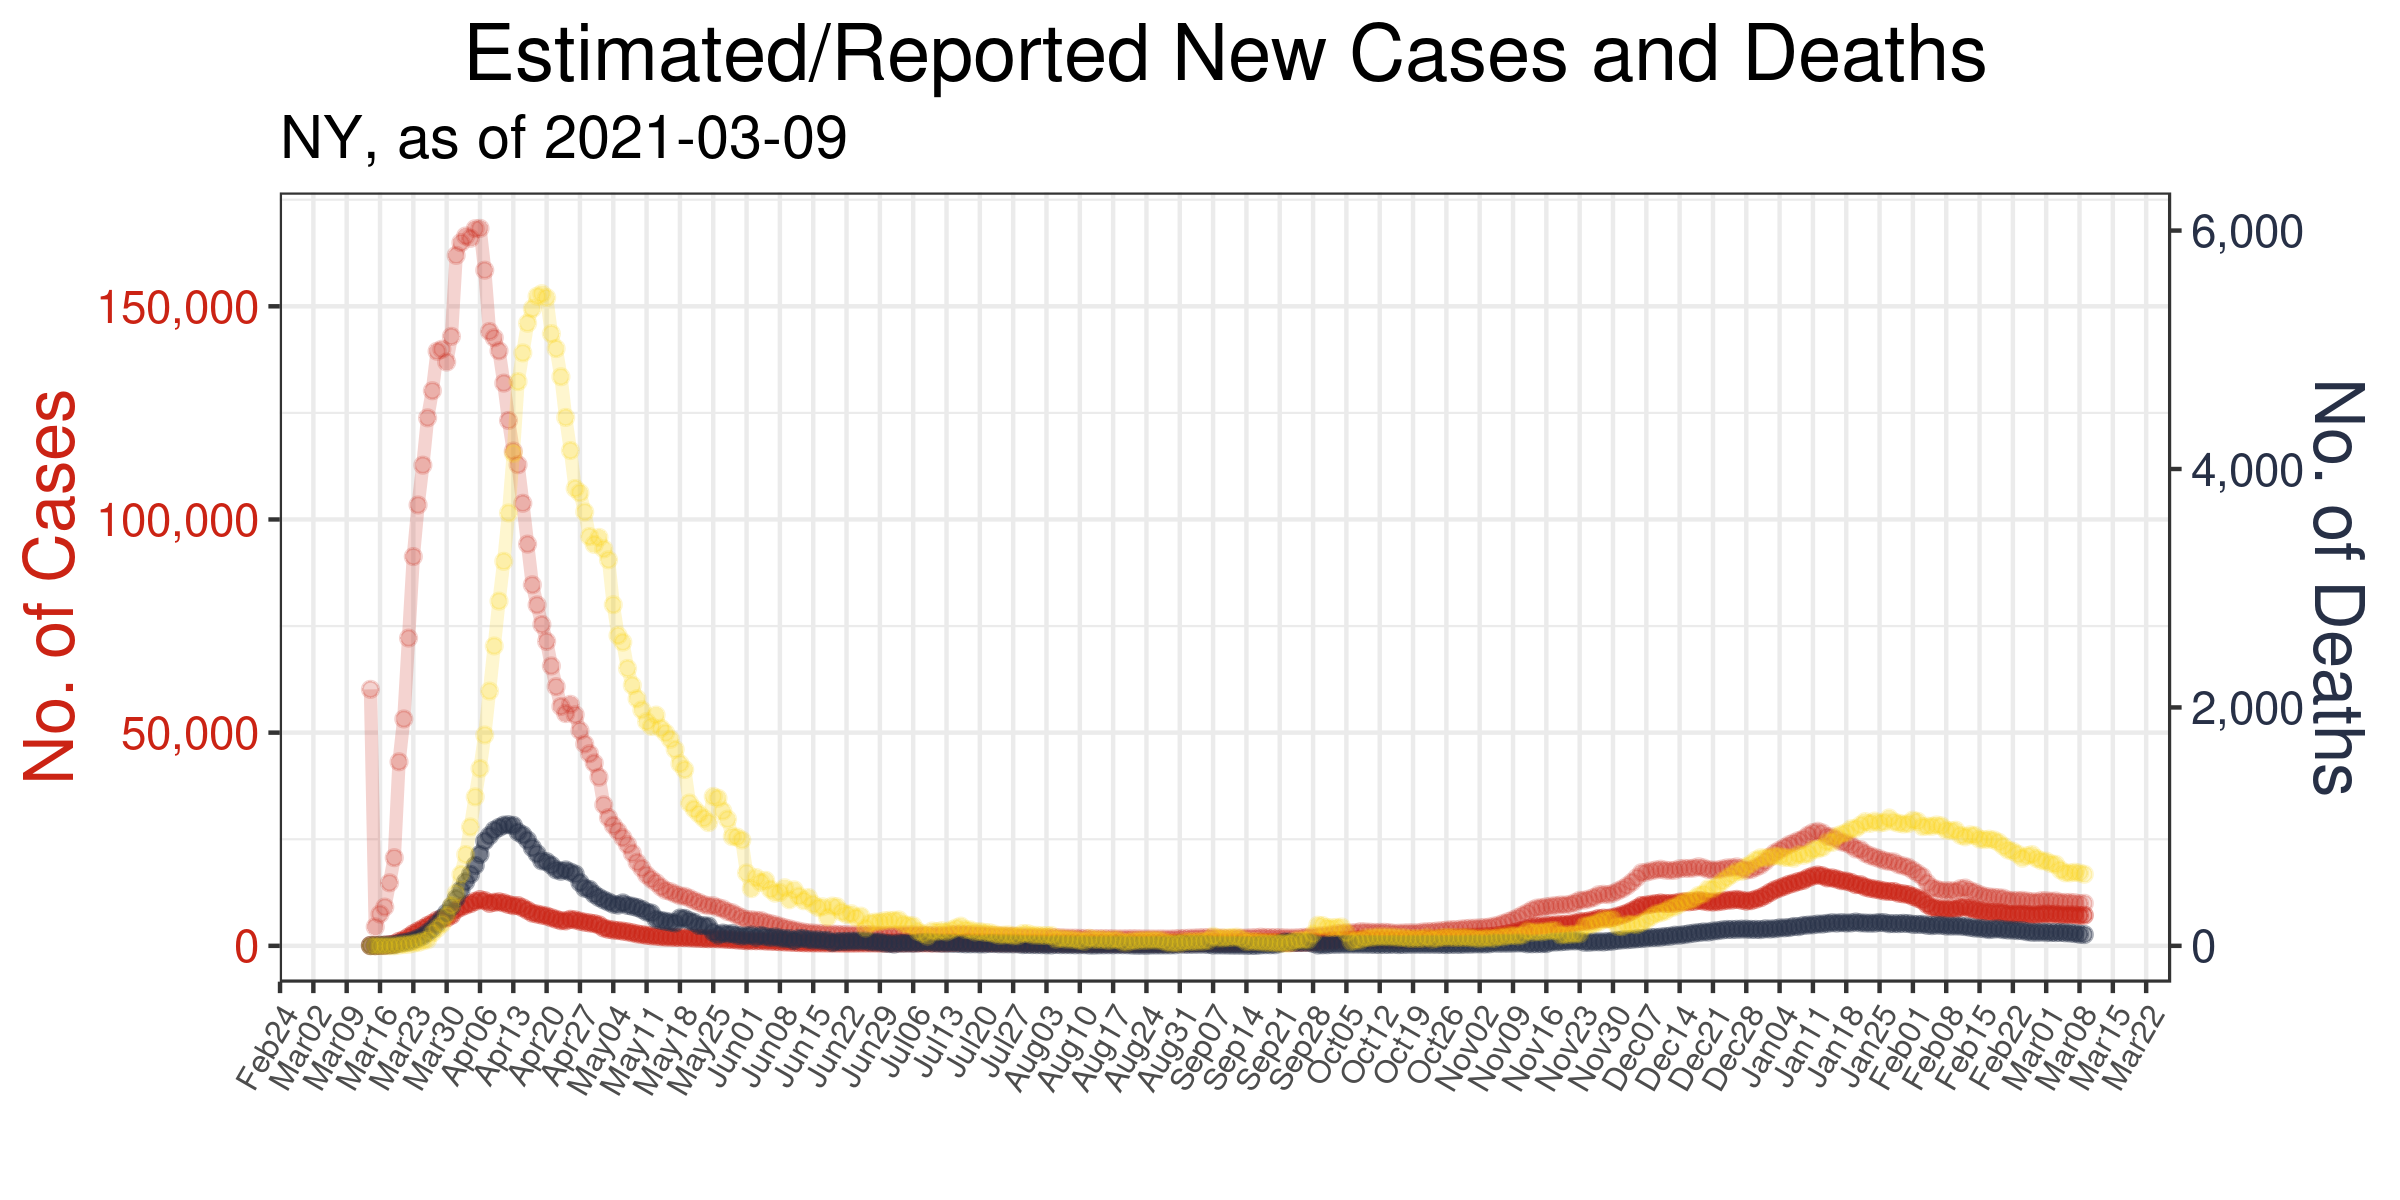 Estimated/Reported New Cases and Deaths
NY, as of 2021-03-09
No. of Cases
150,000
100,000
50,000
0
6,000
4,000
2,000
0
No. of Deaths
Feb24
Mar02
Mar09
Mar16
Mar23
Mar30
Apr06
Apr13
Apr20
Apr27
May04
May11
May18
May25
Jun01
Jun08
Jun15
Jun22
Jun29
Jul06
Jul13
Jul20
Jul27
Aug03
Aug10
Aug17
Aug24
Aug31
Sep07
Sep14
Sep21
Sep28
Oct05
Oct12
Oct19
Oct26
Nov02
Nov09
Nov16
Nov23
Nov30
Dec07
Dec14
Dec21
Dec28
Jan04
Jan11
Jan18
Jan25
Feb01
Feb08
Feb15
Feb22
Mar01
Mar08
Mar15
Mar22